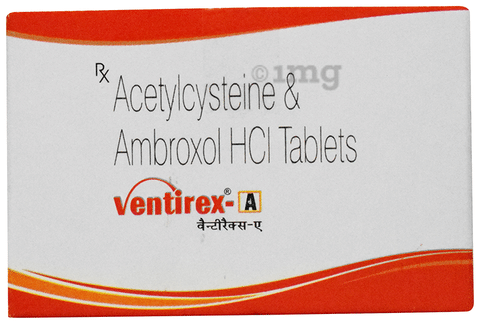 ©1mg
Rx Acetylcysteine &
Ambroxol HCl Tablets
ventirex®-A
वैन्टीरैक्स-ए